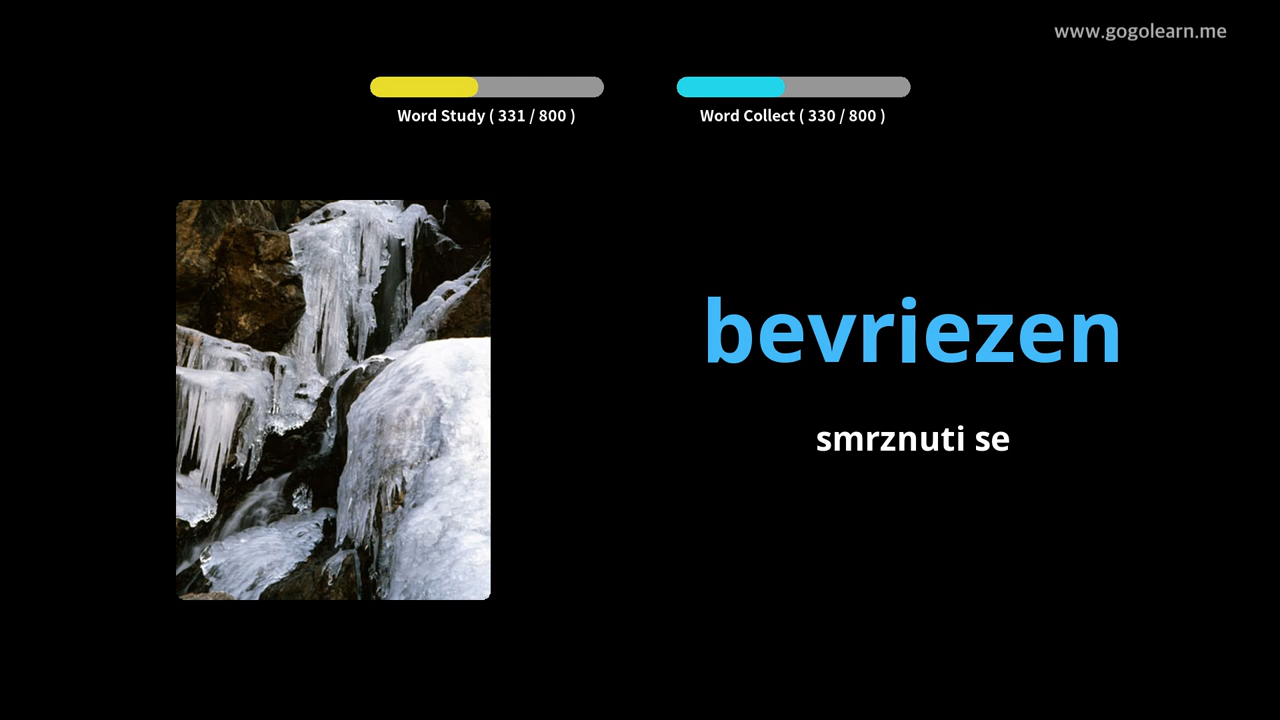 www.gogolearn.me
Word Study ( 331 / 800 )
Word Collect ( 330 / 800 )
bevriezen
smrznuti se